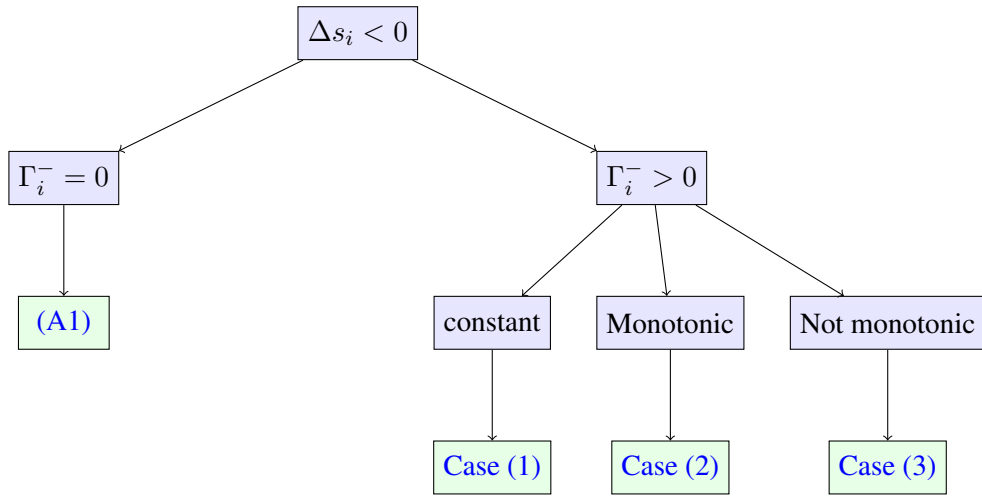 Δs_i < 0
Γ_i^- = 0
Γ_i^- > 0
(A1)
constant
Monotonic
Not monotonic
Case (1)
Case (2)
Case (3)